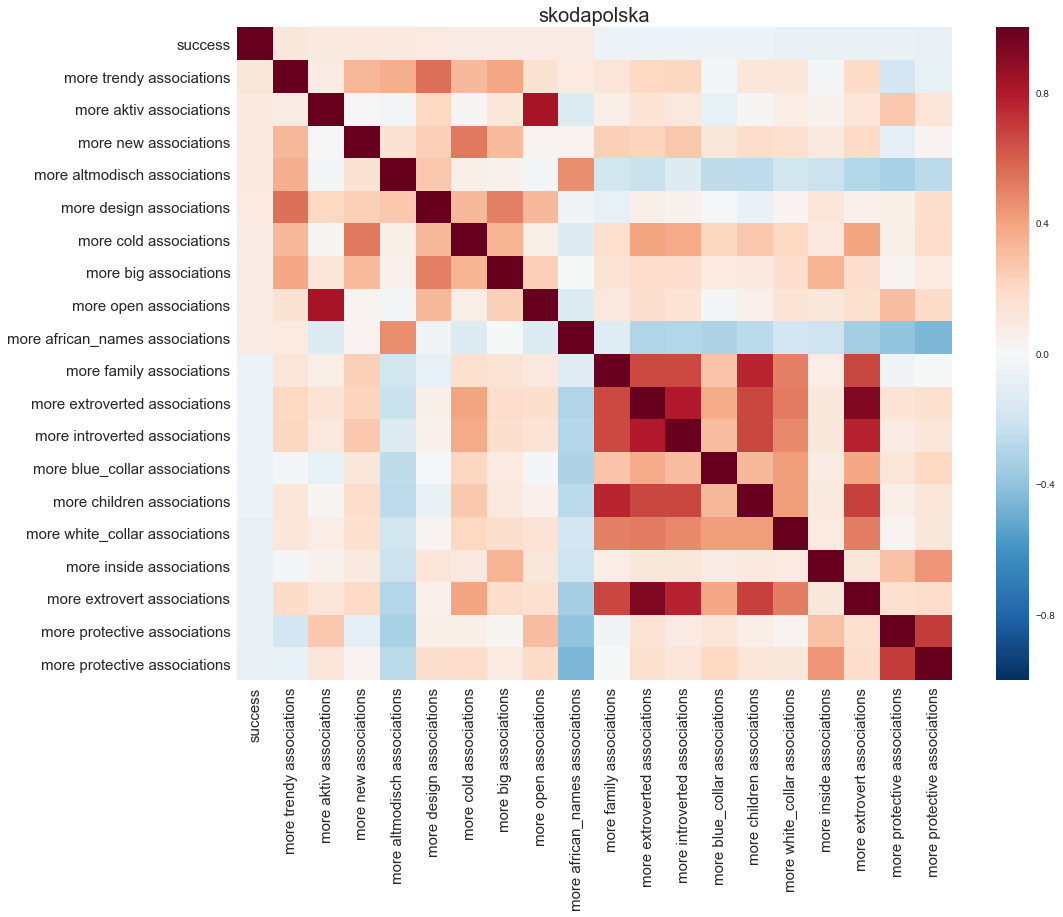 skodapolska
success
more trendy associations
more aktiv associations
more new associations
more altmodisch associations
more design associations
more cold associations
more big associations
more open associations
more african_names associations
more family associations
more extroverted associations
more introverted associations
more blue_collar associations
more children associations
more white_collar associations
more inside associations
more extrovert associations
more protective associations
more protective associations
0.8
0.4
0.0
−0.4
−0.8
success
more trendy associations
more aktiv associations
more new associations
more altmodisch associations
more design associations
more cold associations
more big associations
more open associations
more african_names associations
more family associations
more extroverted associations
more introverted associations
more blue_collar associations
more children associations
more white_collar associations
more inside associations
more extrovert associations
more protective associations
more protective associations